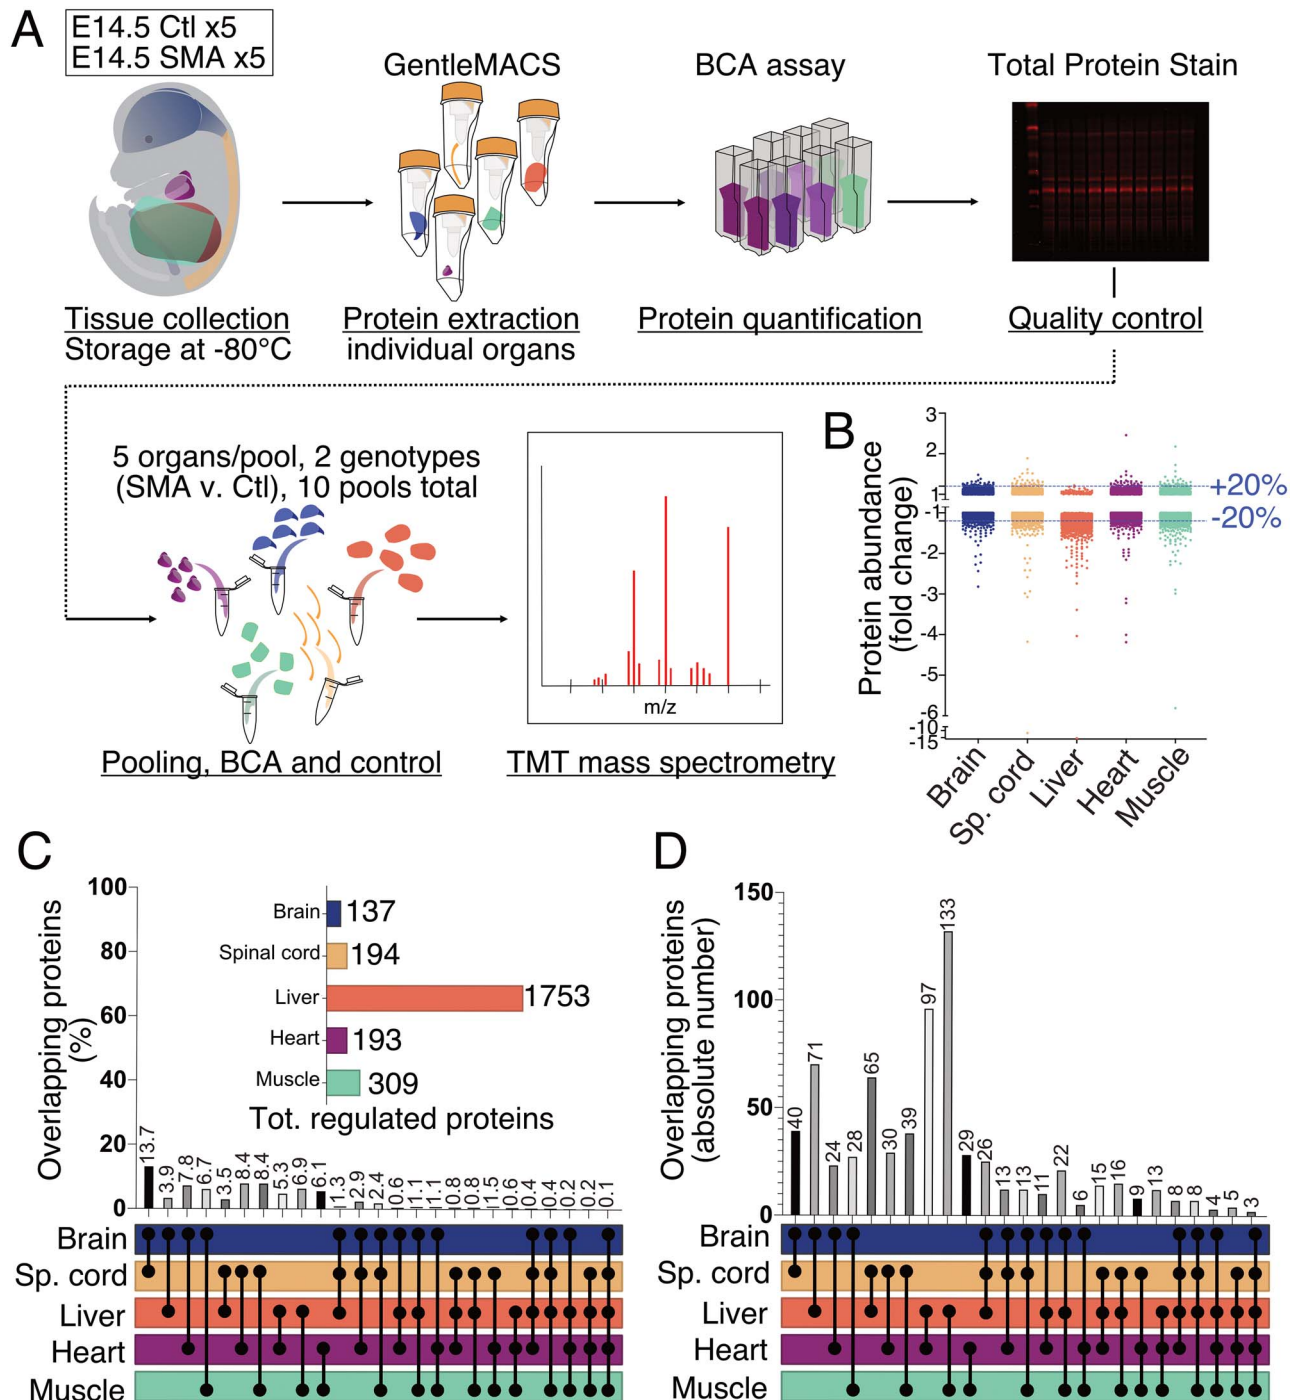 A
E14.5 Ctl x5
E14.5 SMA x5
GentleMACS
BCA assay
Total Protein Stain
Tissue collection
Storage at -80°C
Protein extraction
individual organs
Protein quantification
Quality control
5 organs/pool, 2 genotypes
(SMA v. Ctl), 10 pools total
m/z
Pooling, BCA and control
TMT mass spectrometry
B
Protein abundance
(fold change)
3
2
1
-1
-2
-3
-4
-5
-6
-10
-15
+20%
-20%
Brain
Sp. cord
Liver
Heart
Muscle
C
Overlapping proteins
(%)
100
80
60
40
20
0
Brain 137
Spinal cord 194
Liver 1753
Heart 193
Muscle 309
Tot. regulated proteins
13.7 3.9 7.8 6.7 3.5 8.4 8.4 5.3 6.9 6.1 1.3 2.9 2.4 0.6 1.1 1.1 0.8 0.8 1.5 0.6 0.4 0.4 0.2 0.2 0.1
Brain
Sp. cord
Liver
Heart
Muscle
D
Overlapping proteins
(absolute number)
150
100
50
0
40 71 24 28 65 30 39 97 133 29 26 13 13 11 22 6 15 16 9 13 8 8 4 5 3
Brain
Sp. cord
Liver
Heart
Muscle